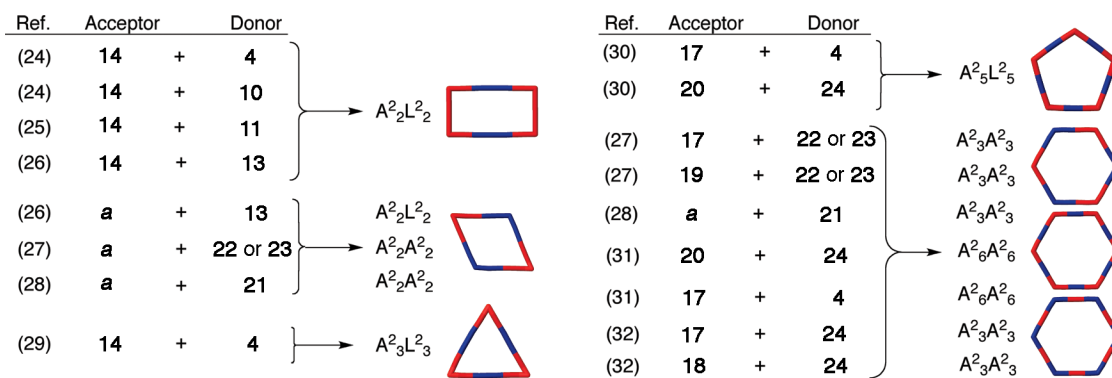 Ref. Acceptor Donor
(24) 14 + 4
(24) 14 + 10
(25) 14 + 11
(26) 14 + 13
A²₂L²₂
(26) a + 13
(27) a + 22 or 23
(28) a + 21
A²₂L²₂
A²₂A²₂
A²₂A²₂
(29) 14 + 4
A²₃L²₃
Ref. Acceptor Donor
(30) 17 + 4
(30) 20 + 24
A²₅L²₅
(27) 17 + 22 or 23
(27) 19 + 22 or 23
(28) a + 21
(31) 20 + 24
(31) 17 + 4
(32) 17 + 24
(32) 18 + 24
A²₃A²₃
A²₃A²₃
A²₃A²₃
A²₆A²₆
A²₆A²₆
A²₃A²₃
A²₃A²₃